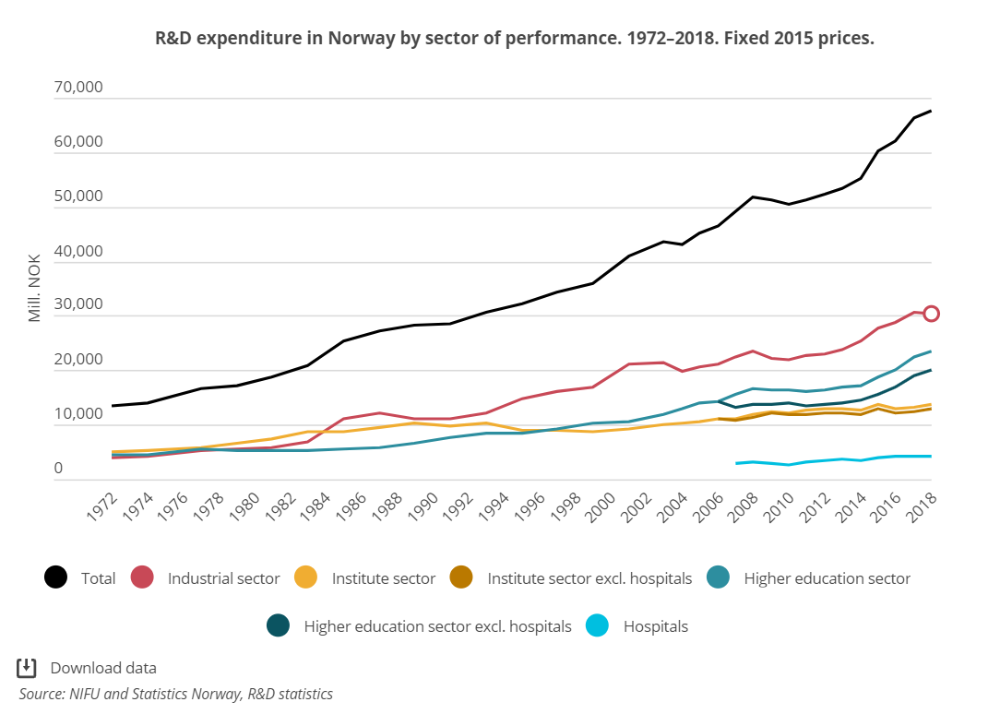 R&D expenditure in Norway by sector of performance. 1972–2018. Fixed 2015 prices.
70,000
60,000
50,000
40,000
30,000
20,000
10,000
0
Mill. NOK
1972 1974 1976 1978 1980 1982 1984 1986 1988 1990 1992 1994 1996 1998 2000 2002 2004 2006 2008 2010 2012 2014 2016 2018
Total Industrial sector Institute sector Institute sector excl. hospitals Higher education sector
Higher education sector excl. hospitals Hospitals
Download data
Source: NIFU and Statistics Norway, R&D statistics